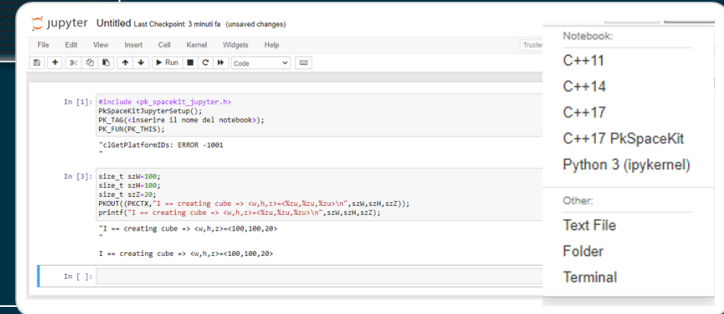 jupyter Untitled Last Checkpoint: 3 minuti fa (unsaved changes)
File Edit View Insert Cell Kernel Widgets Help
Truste
Run Code
In [1]: #include <pk_spacekit_jupyter.h>
PkSpaceKitJupyterSetup();
PK_TAG(<inserire il nome del notebook>);
PK_FUN(PK_THIS);
"clGetPlatformIDs: ERROR -1001
"
In [3]: size_t szW=100;
size_t szH=100;
size_t szZ=20;
PKOUT((PKCTX,"I == creating cube => <w,h,z>=<%zu,%zu,%zu>\n",szW,szH,szZ));
printf("I == creating cube => <w,h,z>=<%zu,%zu,%zu>\n",szW,szH,szZ);
"I == creating cube => <w,h,z>=<100,100,20>
"
I == creating cube => <w,h,z>=<100,100,20>
In [ ]:
Notebook:
C++11
C++14
C++17
C++17 PkSpaceKit
Python 3 (ipykernel)
Other:
Text File
Folder
Terminal